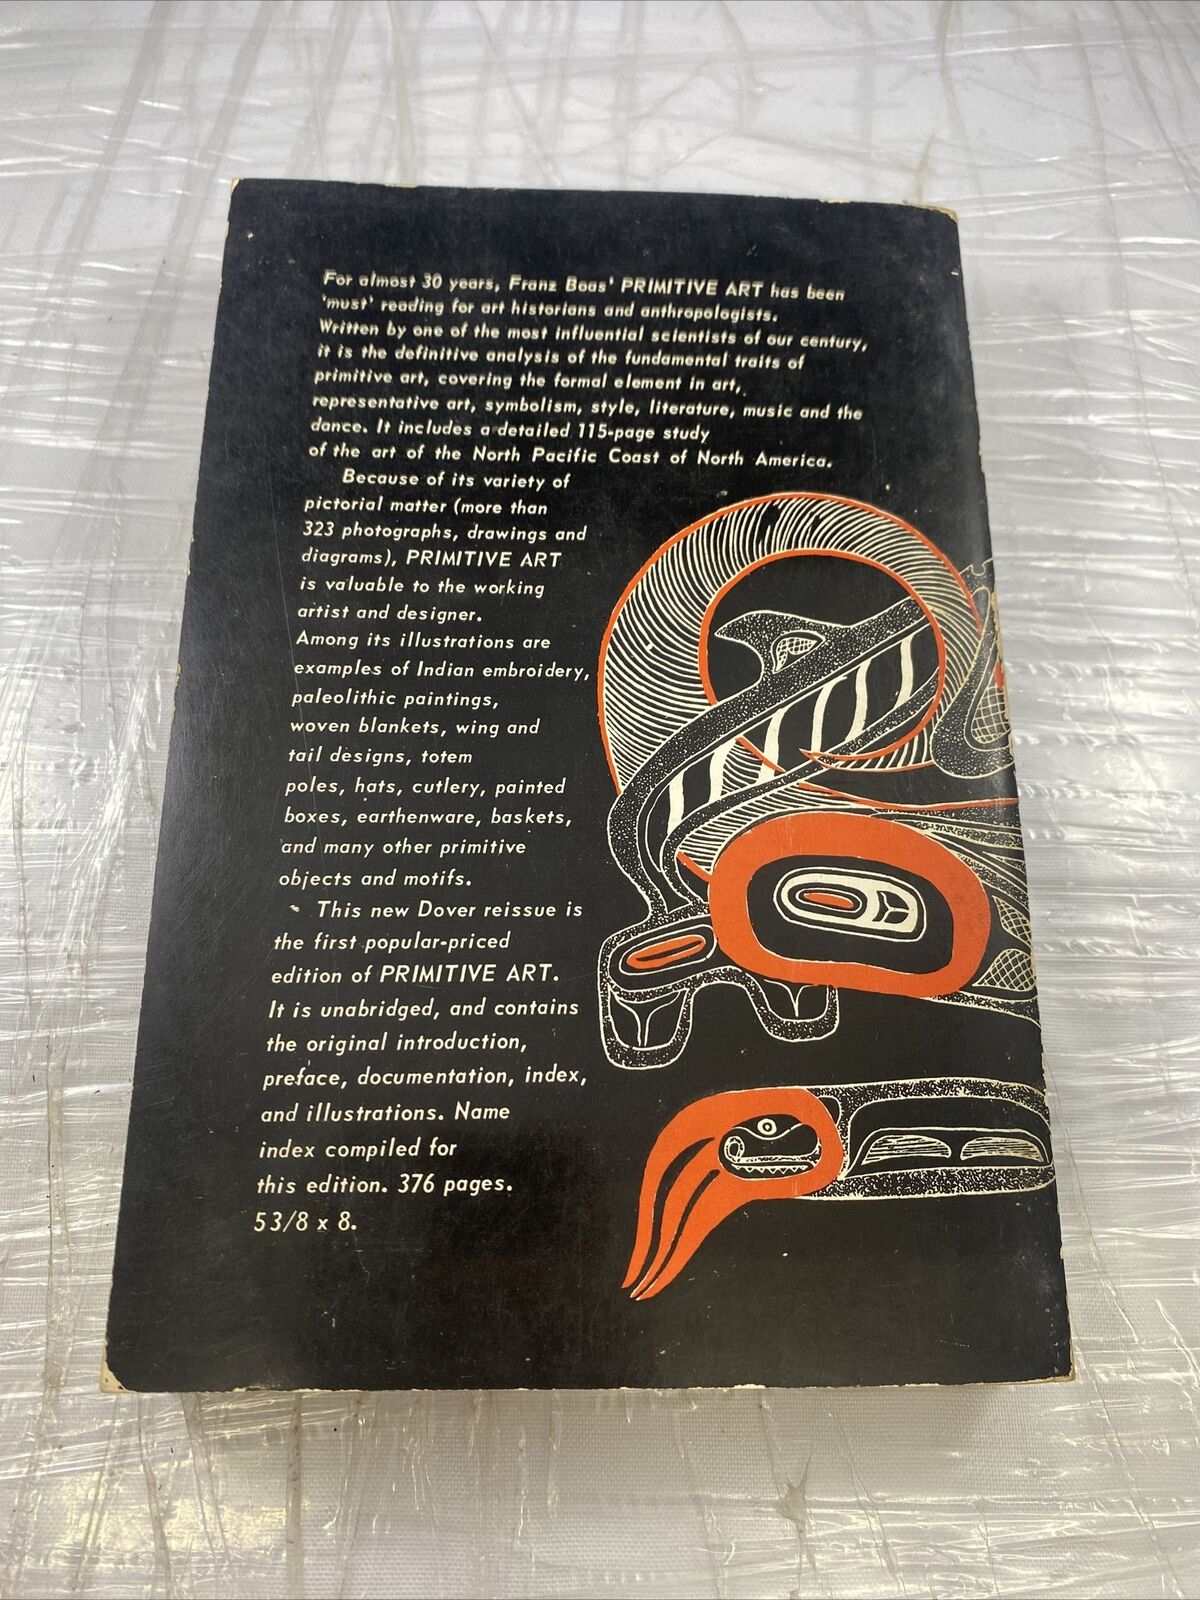 For almost 30 years, Franz Boas' PRIMITIVE ART has been
'must' reading for art historians and anthropologists.
Written by one of the most influential scientists of our century,
it is the definitive analysis of the fundamental traits of
primitive art, covering the formal element in art,
representative art, symbolism, style, literature, music and the
dance. It includes a detailed 115-page study
of the art of the North Pacific Coast of North America.
Because of its variety of
pictorial matter (more than
323 photographs, drawings and
diagrams), PRIMITIVE ART
is valuable to the working
artist and designer.
Among its illustrations are
examples of Indian embroidery,
paleolithic paintings,
woven blankets, wing and
tail designs, totem
poles, hats, cutlery, painted
boxes, earthenware, baskets,
and many other primitive
objects and motifs.
This new Dover reissue is
the first popular-priced
edition of PRIMITIVE ART.
It is unabridged, and contains
the original introduction,
preface, documentation, index,
and illustrations. Name
index compiled for
this edition. 376 pages.
5 3/8 x 8.